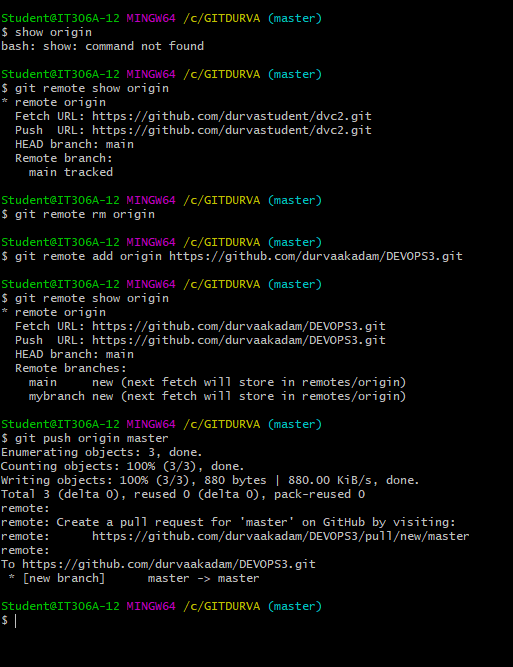 Student@IT306A-12 MINGW64 /c/GITDURVA (master)
$ show origin
bash: show: command not found

Student@IT306A-12 MINGW64 /c/GITDURVA (master)
$ git remote show origin
* remote origin
  Fetch URL: https://github.com/durvastudent/dvc2.git
  Push  URL: https://github.com/durvastudent/dvc2.git
  HEAD branch: main
  Remote branch:
    main tracked

Student@IT306A-12 MINGW64 /c/GITDURVA (master)
$ git remote rm origin

Student@IT306A-12 MINGW64 /c/GITDURVA (master)
$ git remote add origin https://github.com/durvaakadam/DEVOPS3.git

Student@IT306A-12 MINGW64 /c/GITDURVA (master)
$ git remote show origin
* remote origin
  Fetch URL: https://github.com/durvaakadam/DEVOPS3.git
  Push  URL: https://github.com/durvaakadam/DEVOPS3.git
  HEAD branch: main
  Remote branches:
    main     new (next fetch will store in remotes/origin)
    mybranch new (next fetch will store in remotes/origin)

Student@IT306A-12 MINGW64 /c/GITDURVA (master)
$ git push origin master
Enumerating objects: 3, done.
Counting objects: 100% (3/3), done.
Writing objects: 100% (3/3), 880 bytes | 880.00 KiB/s, done.
Total 3 (delta 0), reused 0 (delta 0), pack-reused 0
remote:
remote: Create a pull request for 'master' on GitHub by visiting:
remote:      https://github.com/durvaakadam/DEVOPS3/pull/new/master
remote:
To https://github.com/durvaakadam/DEVOPS3.git
 * [new branch]      master -> master

Student@IT306A-12 MINGW64 /c/GITDURVA (master)
$